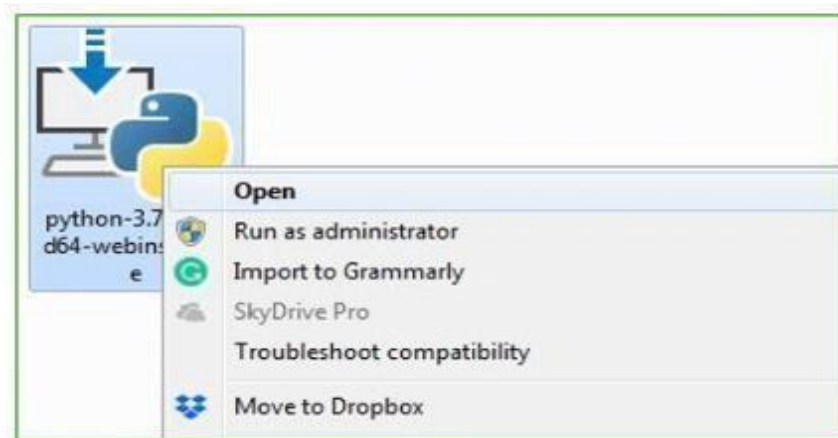 python-3.7
d64-webins
e
Open
Run as administrator
Import to Grammarly
SkyDrive Pro
Troubleshoot compatibility
Move to Dropbox